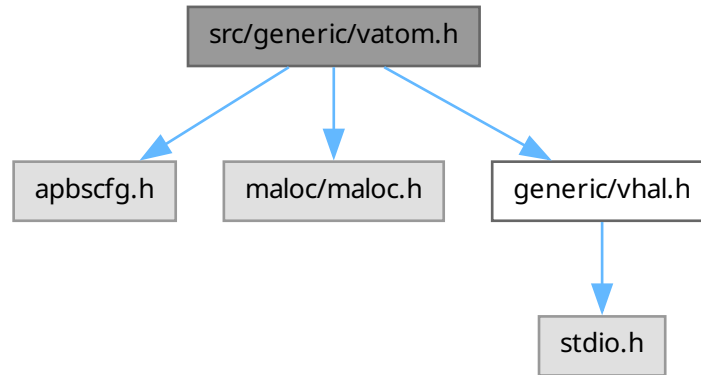 src/generic/vatom.h
apbscfg.h
maloc/maloc.h
generic/vhal.h
stdio.h